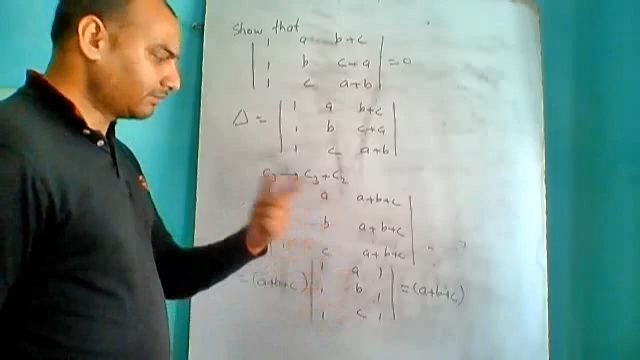 show that
| 1 a b+c |
| 1 b c+a | = 0
| 1 c a+b |
Δ = | 1 a b+c |
| 1 b c+a |
| 1 c a+b |
C3 → C3 + C2
a a+b+c |
b a+b+c |
c a+b+c |
= (a+b+c) | 1 a 1 | = (a+b+c)
| 1 b 1 |
| 1 c 1 |